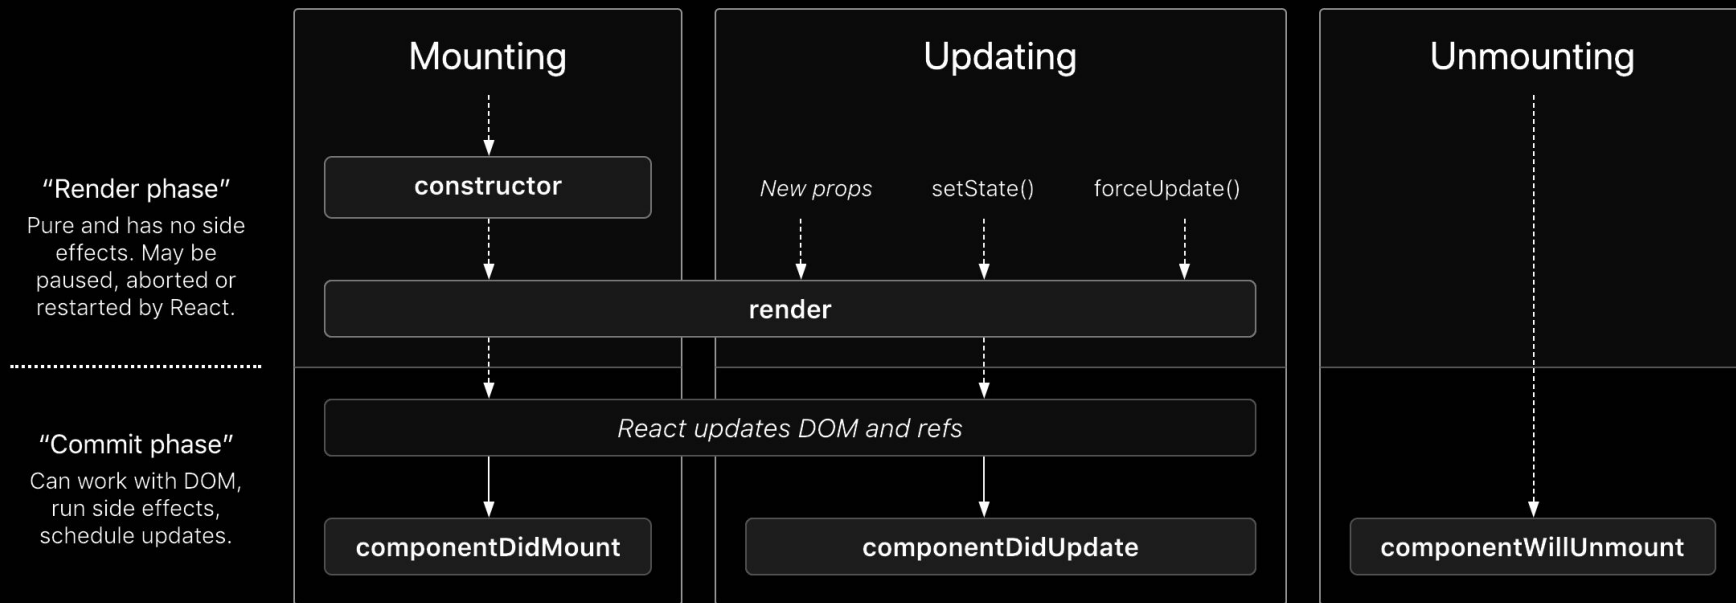 Mounting
Updating
Unmounting
“Render phase”
Pure and has no side
effects. May be
paused, aborted or
restarted by React.
constructor
New props
setState()
forceUpdate()
render
“Commit phase”
Can work with DOM,
run side effects,
schedule updates.
React updates DOM and refs
componentDidMount
componentDidUpdate
componentWillUnmount